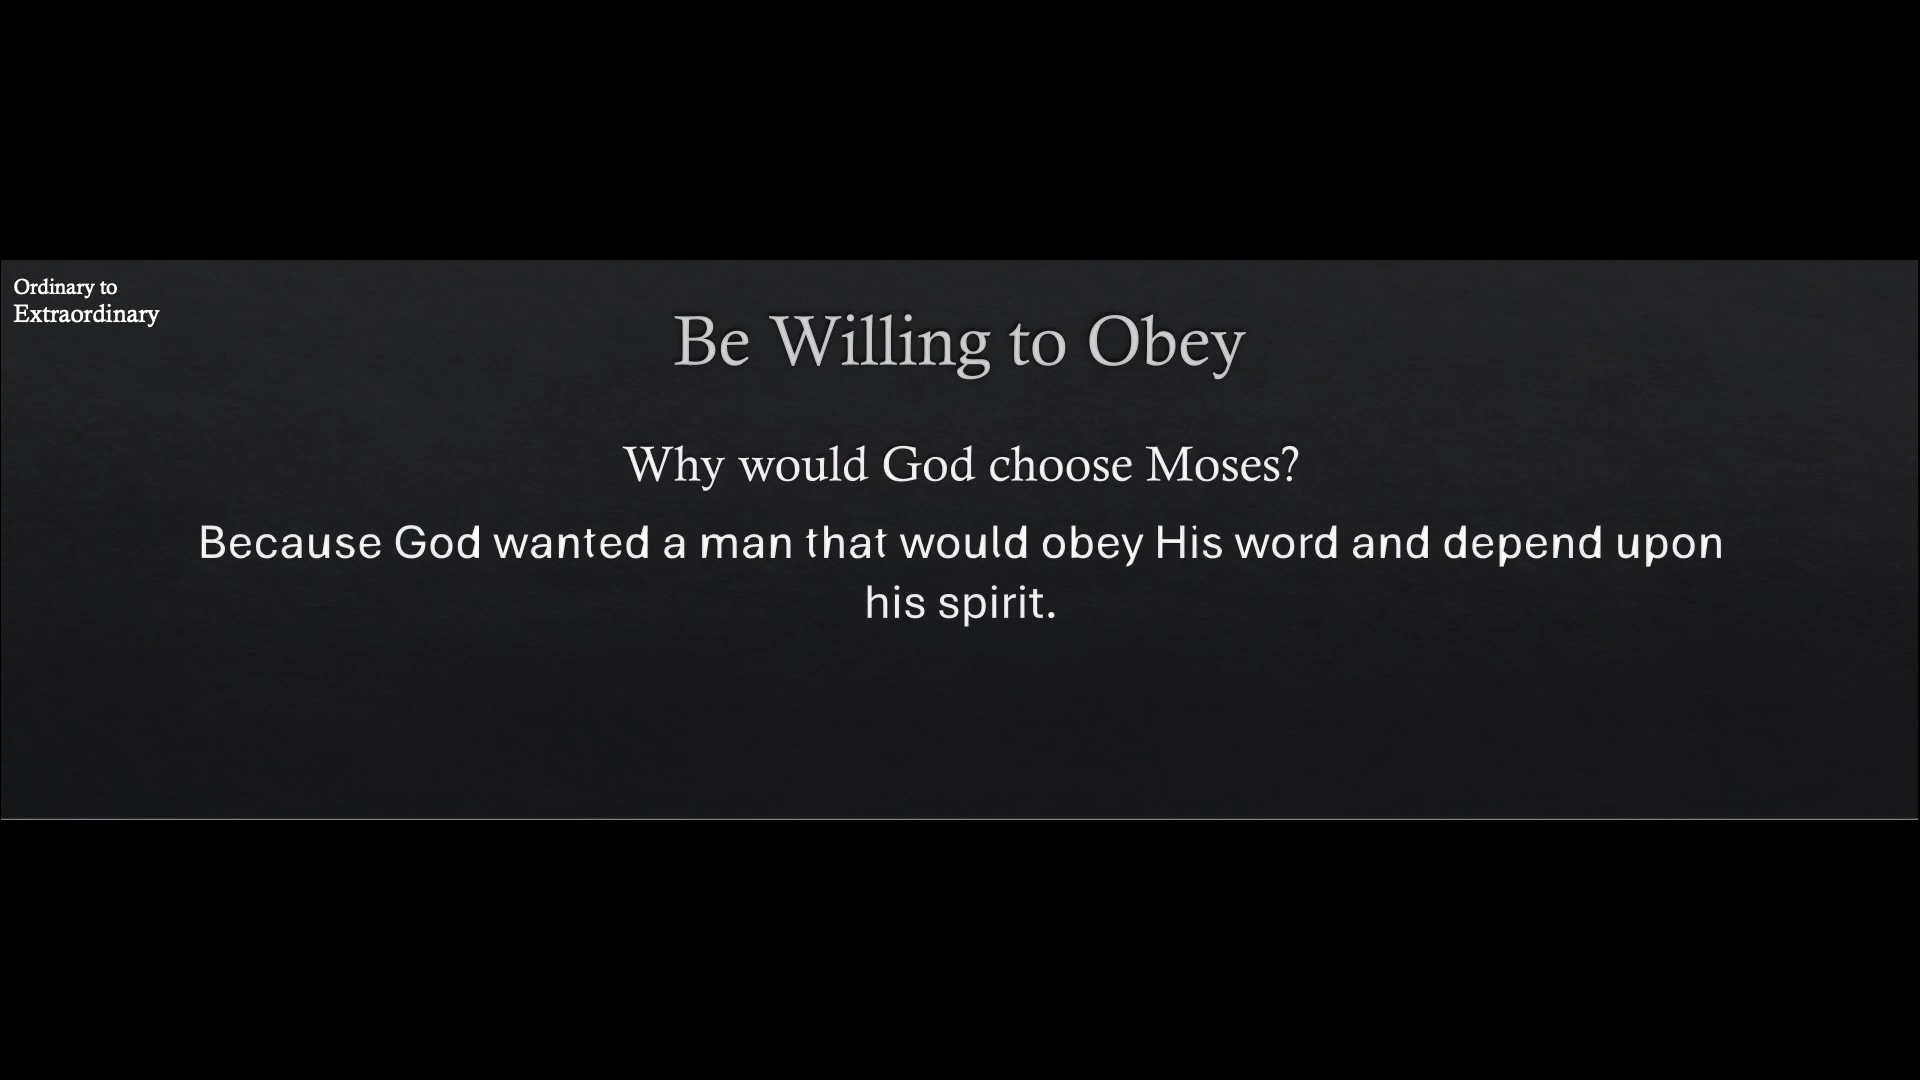 Ordinary to
Extraordinary
Be Willing to Obey
Why would God choose Moses?
Because God wanted a man that would obey His word and depend upon
his spirit.